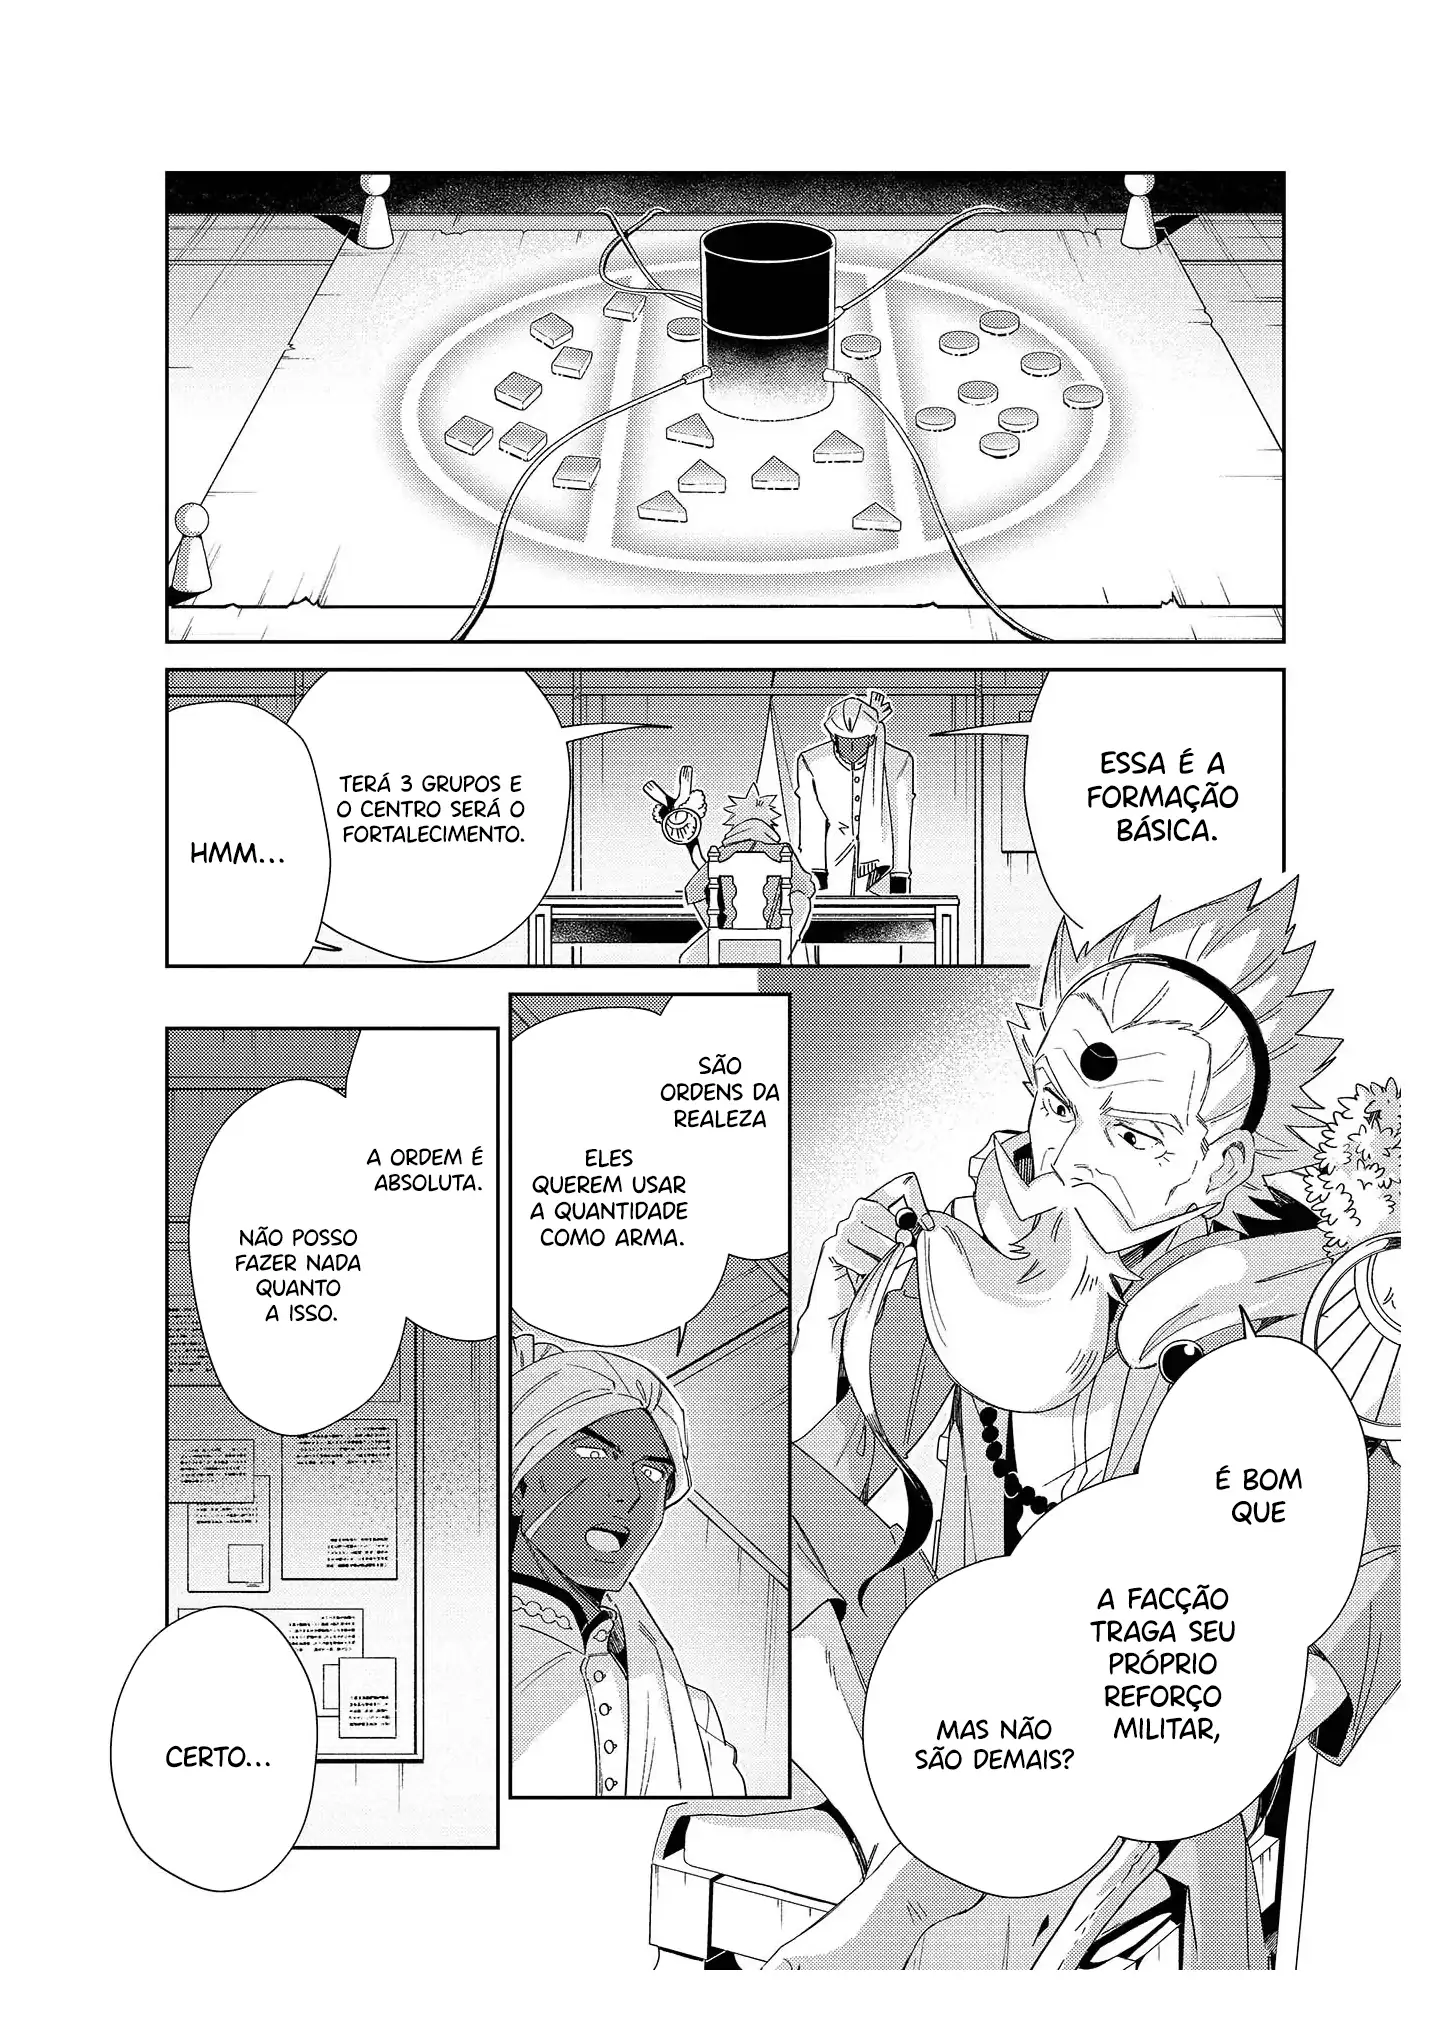 ESSA É A
FORMAÇÃO
BÁSICA.
TERÁ 3 GRUPOS E
O CENTRO SERÁ O
FORTALECIMENTO.
HMM...
É BOM
QUE
A FACÇÃO
TRAGA SEU
PRÓPRIO
REFORÇO
MILITAR,
MAS NÃO
SÃO DEMAIS?
SÃO
ORDENS DA
REALEZA
ELES
QUEREM USAR
A QUANTIDADE
COMO ARMA.
A ORDEM É
ABSOLUTA.
NÃO POSSO
FAZER NADA
QUANTO
A ISSO.
CERTO...